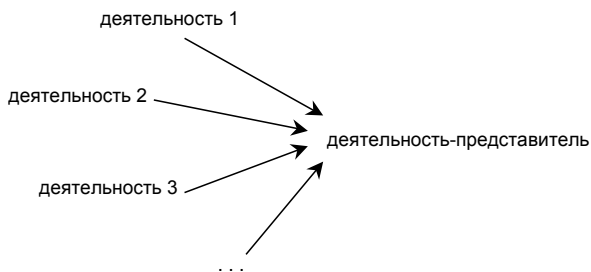 деятельность 1
деятельность 2
деятельность-представитель
деятельность 3
. . .